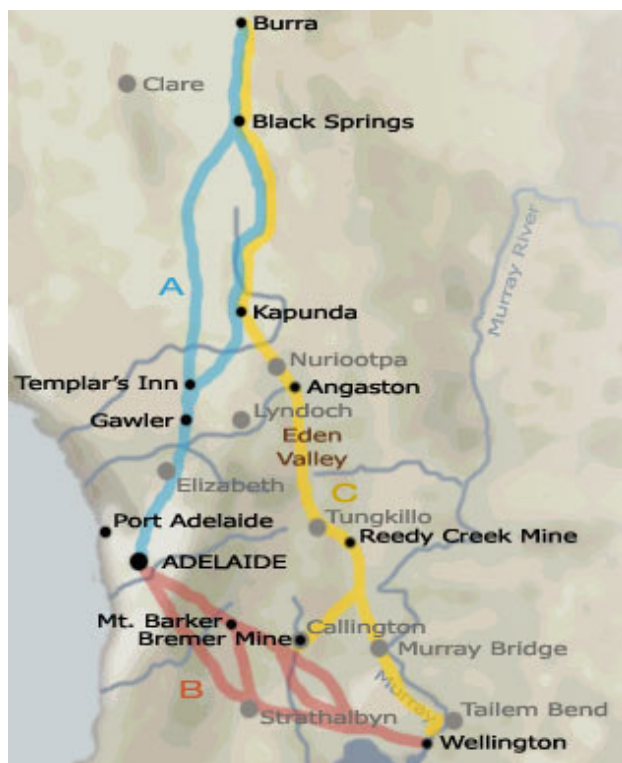 Burra
Clare
Black Springs
Murray River
A
Kapunda
Nuriootpa
Templar's Inn
Angaston
Gawler
Lyndoch
Eden
Valley
Elizabeth
C
Port Adelaide
Tungkillo
Reedy Creek Mine
ADELAIDE
Mt. Barker
Callington
Bremer Mine
Murray Bridge
B
Murray
Strathalbyn
Tailem Bend
Wellington